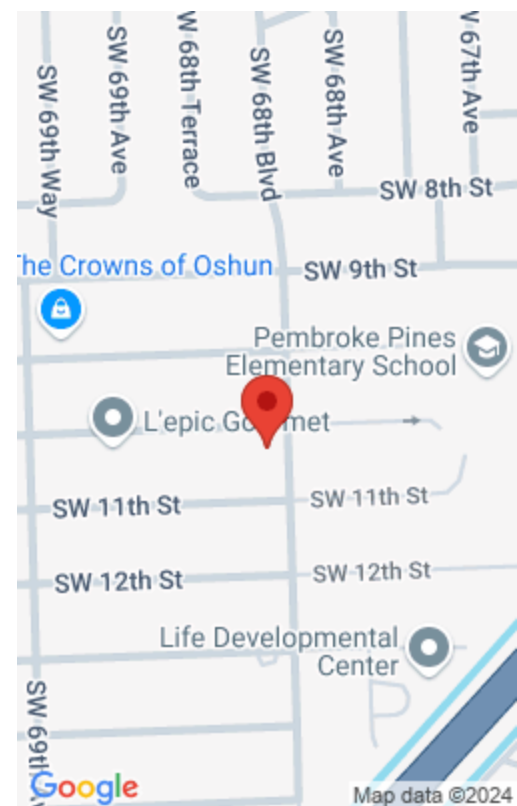 SW 69th Way
SW 69th Ave
W 68th Terrace
SW 68th Blvd
SW 68th Ave
V 67th Ave
SW 8th St
The Crowns of Oshun
SW 9th St
Pembroke Pines
Elementary School
L'epic Go
met
SW 11th St
SW 11th St
SW 12th St
SW 12th St
Life Developmental
Center
SW 69th
Google
Map data ©2024